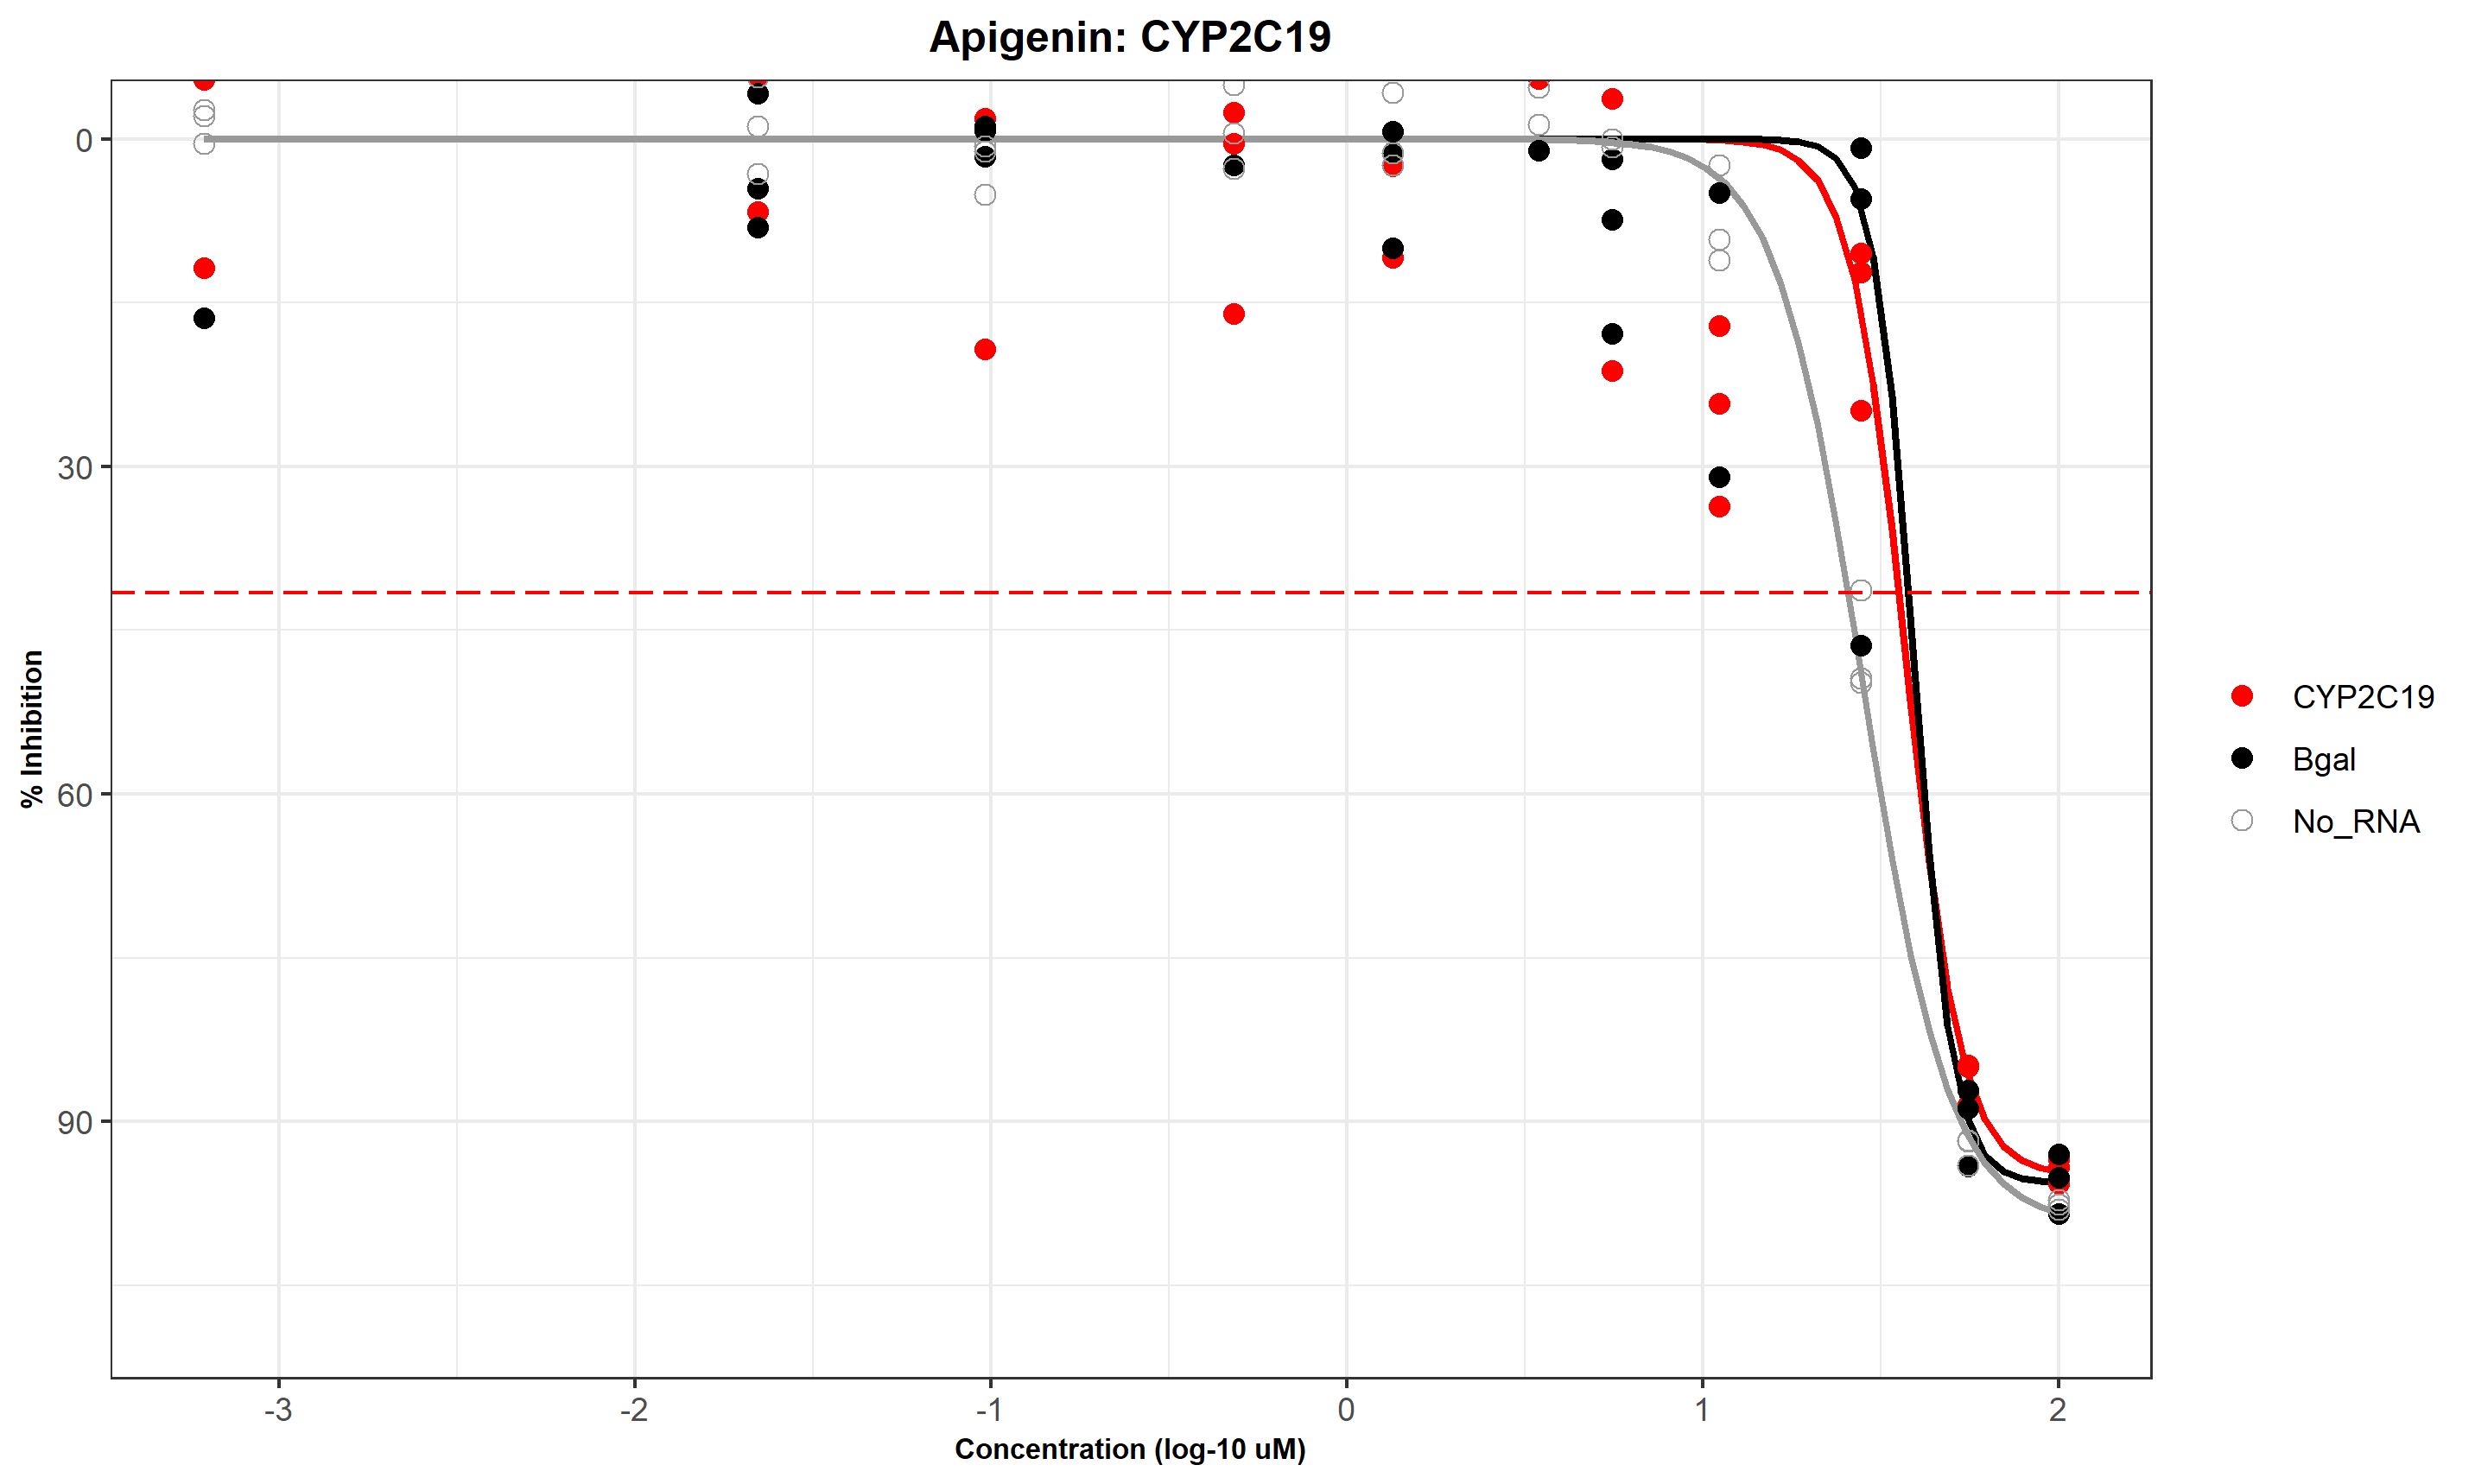 Apigenin: CYP2C19
% Inhibition
0
30
60
90
-3
-2
-1
0
1
2
Concentration (log-10 uM)
CYP2C19
Bgal
No_RNA